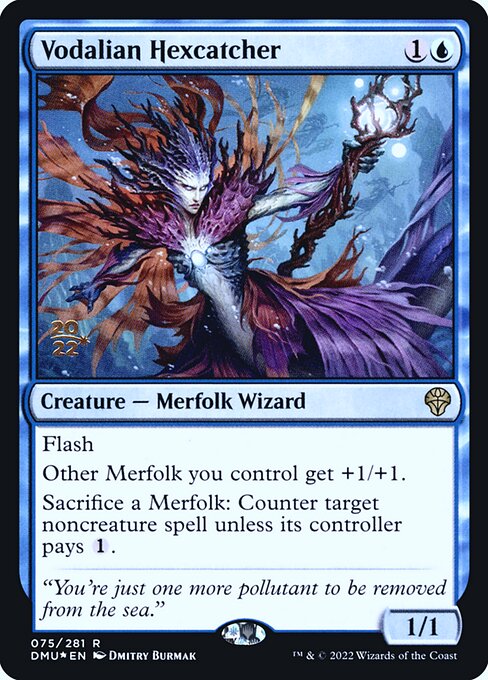 Vodalian Hexcatcher 1
20
22*
Creature — Merfolk Wizard
Flash
Other Merfolk you control get +1/+1.
Sacrifice a Merfolk: Counter target
noncreature spell unless its controller
pays 1.
“You’re just one more pollutant to be removed
from the sea.”
1/1
075/281 R
DMU★EN Dmitry Burmak
™ & © 2022 Wizards of the Coast